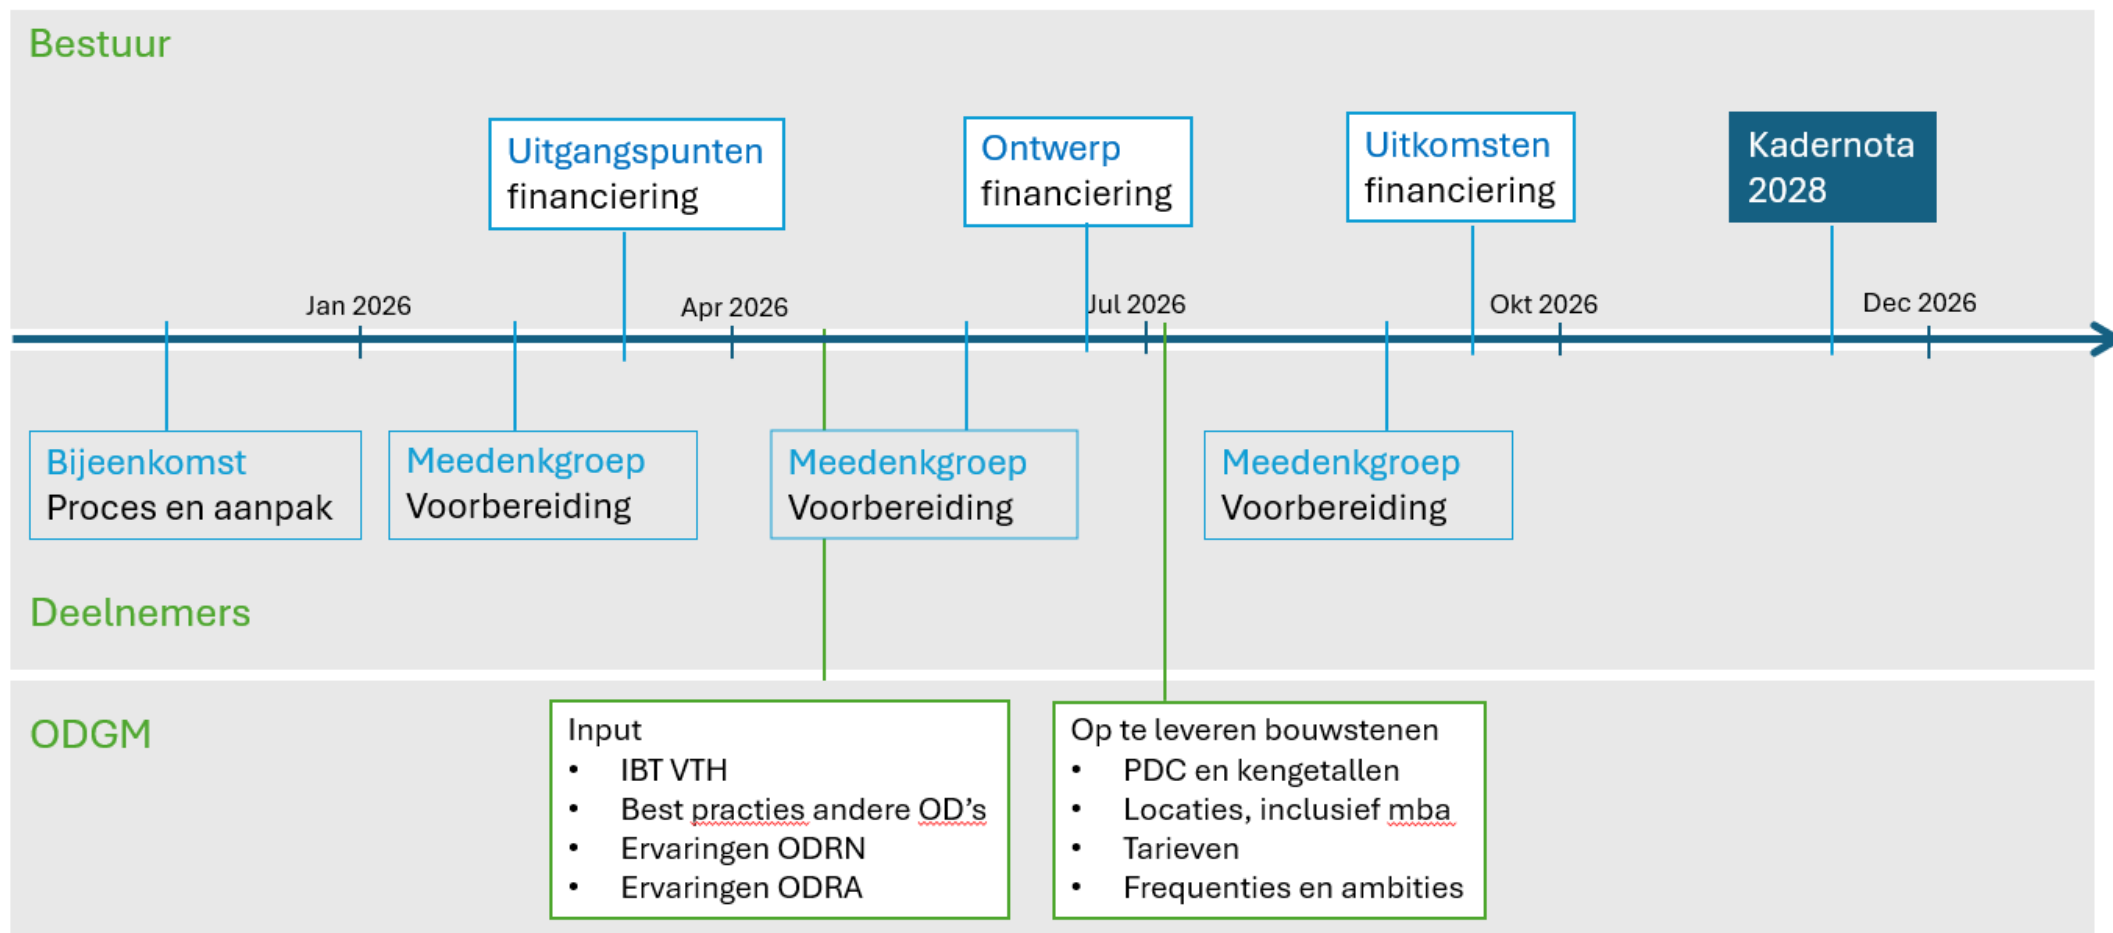 Bestuur
Uitgangspunten
financiering
Ontwerp
financiering
Uitkomsten
financiering
Kadernota
2028
Jan 2026
Apr 2026
Jul 2026
Okt 2026
Dec 2026
Bijeenkomst
Proces en aanpak
Meedenkgroep
Voorbereiding
Meedenkgroep
Voorbereiding
Meedenkgroep
Voorbereiding
Deelnemers
ODGM
Input
• IBT VTH
• Best practies andere OD’s
• Ervaringen ODRN
• Ervaringen ODRA
Op te leveren bouwstenen
• PDC en kengetallen
• Locaties, inclusief mba
• Tarieven
• Frequenties en ambities